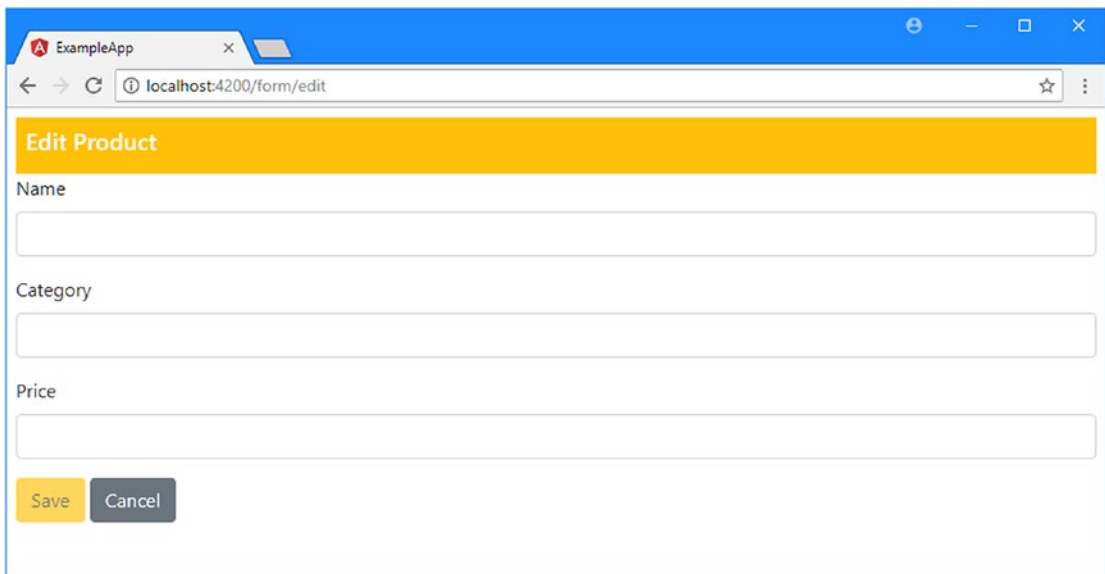 ExampleApp
localhost:4200/form/edit
Edit Product
Name
Category
Price
Save Cancel